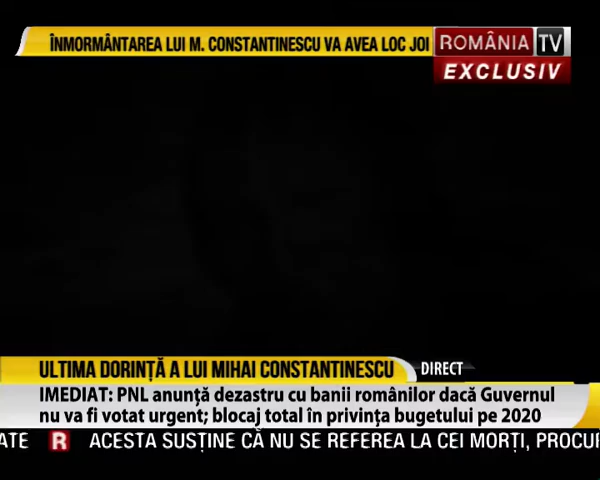 ÎNMORMÂNTAREA LUI M. CONSTANTINESCU VA AVEA LOC JOI
ROMÂNIA TV
EXCLUSIV
ULTIMA DORINȚĂ A LUI MIHAI CONSTANTINESCU
DIRECT
IMEDIAT: PNL anunță dezastru cu banii românilor dacă Guvernul
nu va fi votat urgent; blocaj total în privința bugetului pe 2020
ATE R ACESTA SUSȚINE CĂ NU SE REFEREA LA CEI MORȚI, PROCUR